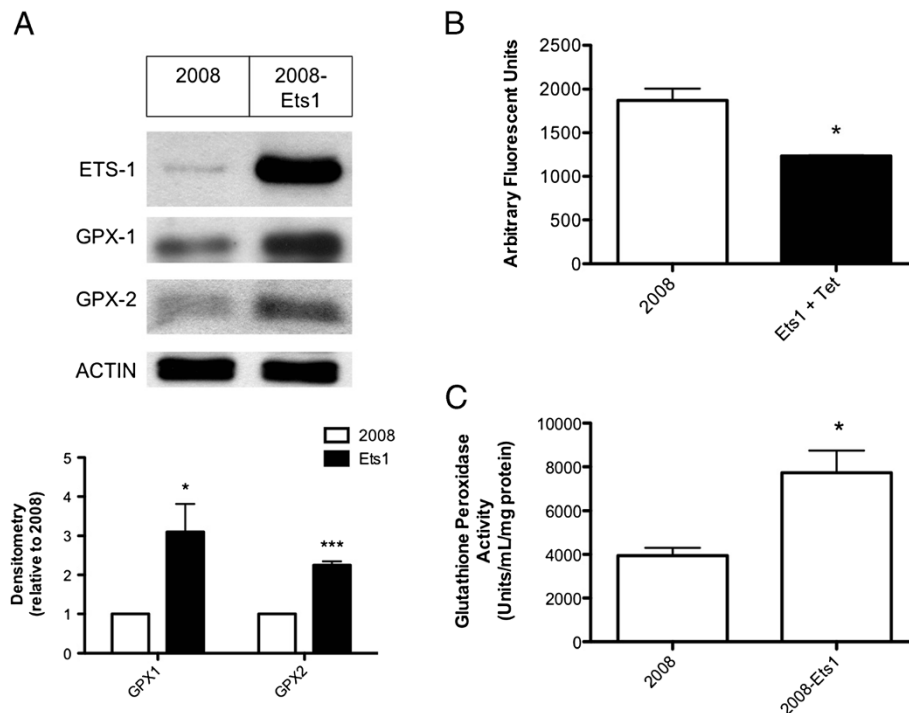 A
2008
2008-
Ets1
ETS-1
GPX-1
GPX-2
ACTIN
2008
Ets1
Densitometry
(relative to 2008)
5
4
3
2
1
0
*
***
GPX1
GPX2
B
Arbitrary Fluorescent Units
2500
2000
1500
1000
500
0
*
2008
Ets1 + Tet
C
Glutathione Peroxidase
Activity
(Units/mL/mg protein)
10000
8000
6000
4000
2000
0
*
2008
2008-Ets1